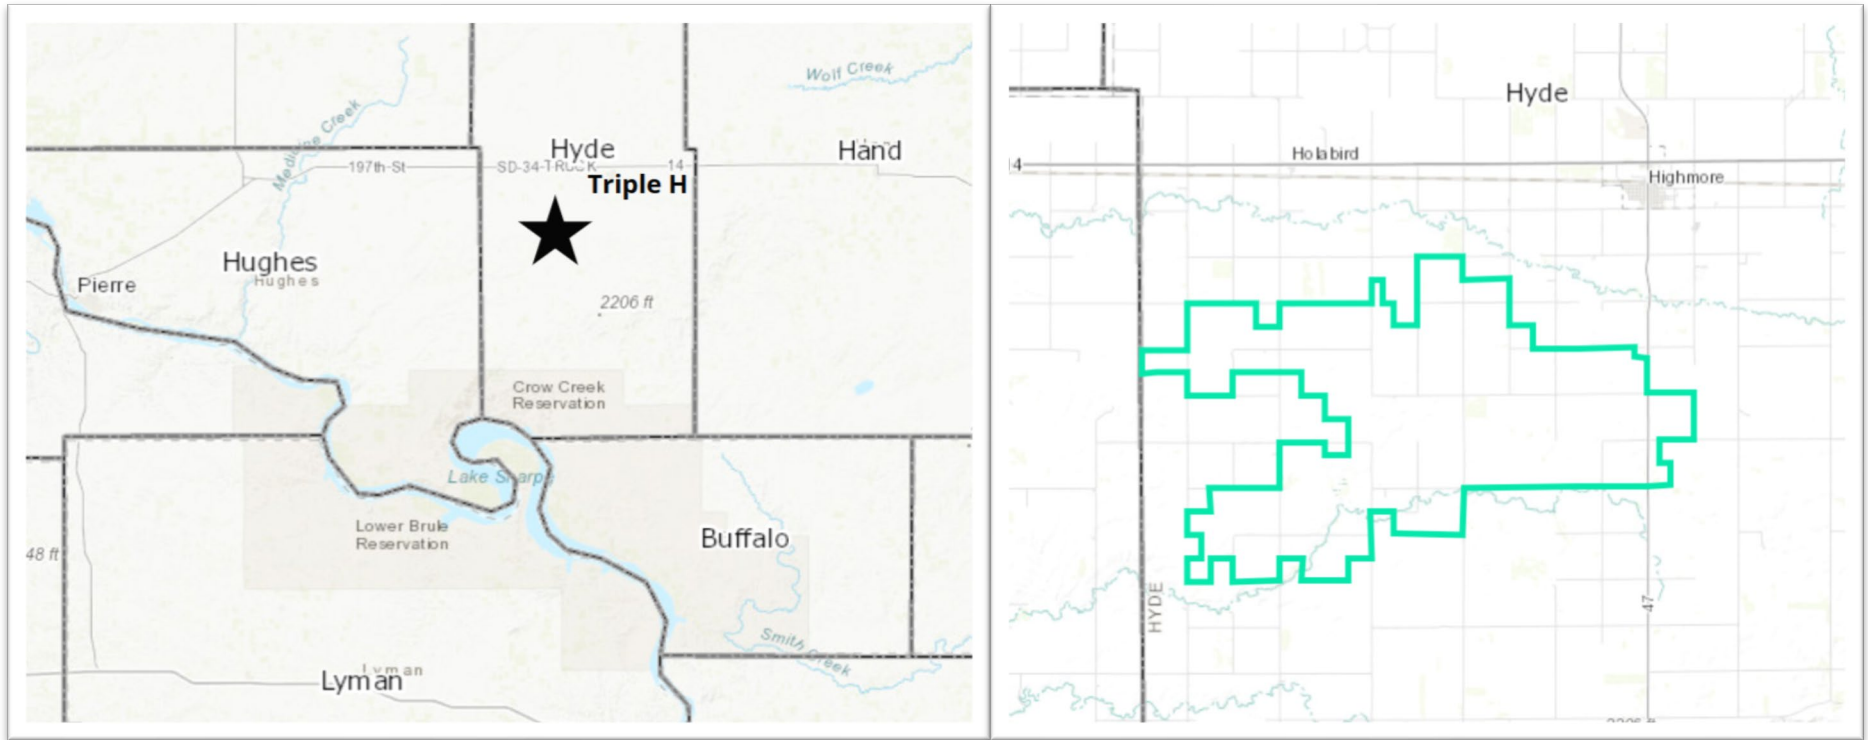 Wolf Creek
Medicine Creek
Hyde
Hand
197th-St
SD-34-TRUCK
14
Triple H
Hughes
Hughes
Pierre
2206 ft
Crow Creek
Reservation
Lake Sharpe
Lower Brule
Reservation
Buffalo
48 ft
Smith Creek
Lyman
Lyman
Hyde
Holabird
4
Highmore
HYDE
47